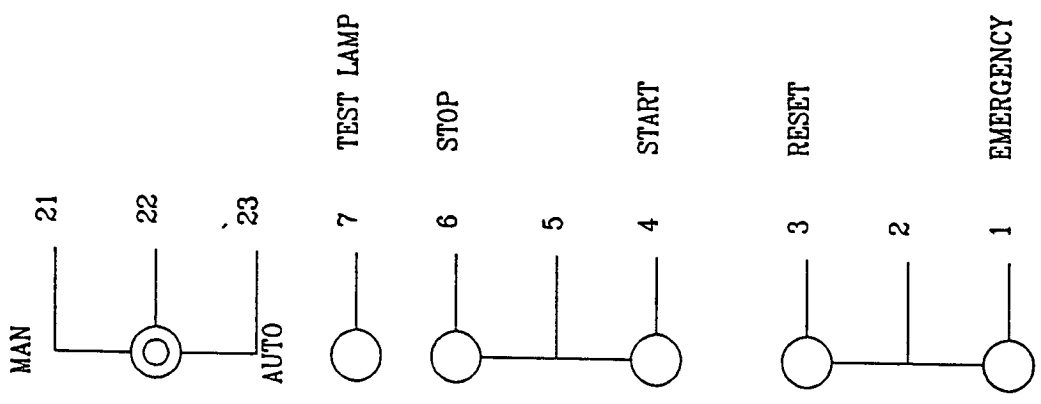 MAN
21
22
23
AUTO
7 TEST LAMP
6 STOP
5
4 START
3 RESET
2
1 EMERGENCY